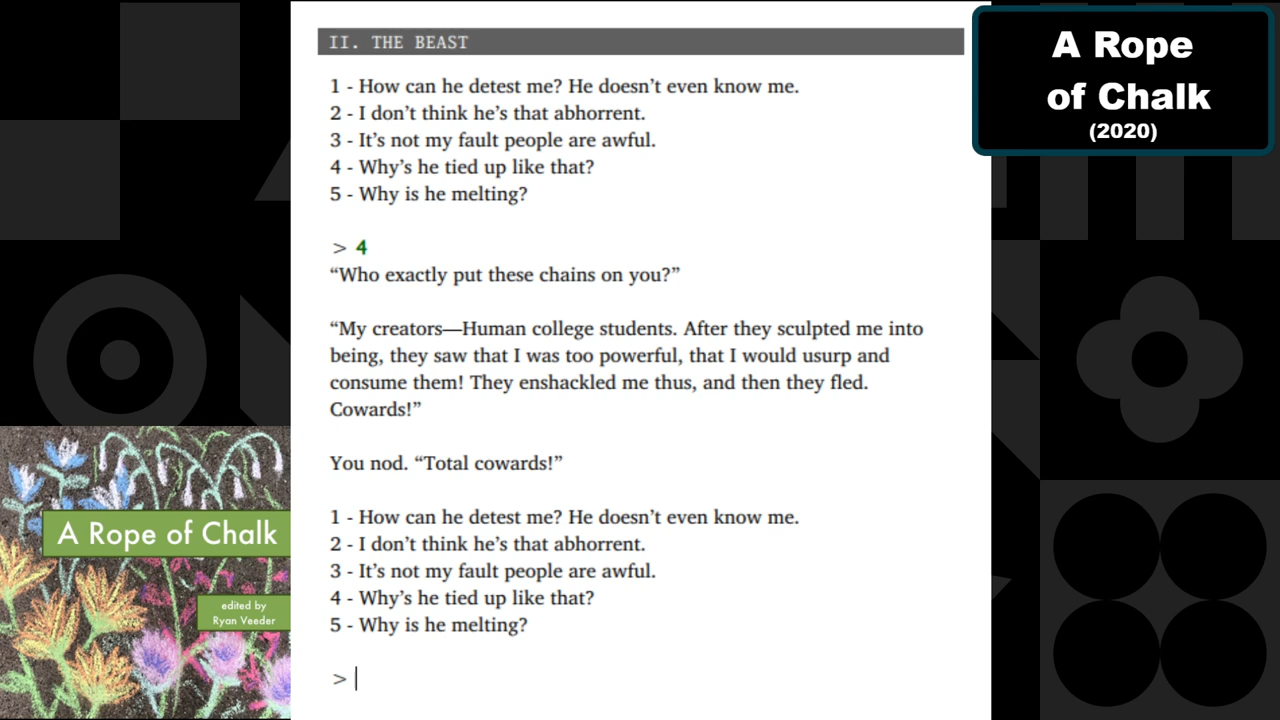 II. THE BEAST
1 - How can he detest me? He doesn’t even know me.
2 - I don’t think he’s that abhorrent.
3 - It’s not my fault people are awful.
4 - Why’s he tied up like that?
5 - Why is he melting?
> 4
“Who exactly put these chains on you?”
“My creators—Human college students. After they sculpted me into
being, they saw that I was too powerful, that I would usurp and
consume them! They enshackled me thus, and then they fled.
Cowards!”
You nod. “Total cowards!”
1 - How can he detest me? He doesn’t even know me.
2 - I don’t think he’s that abhorrent.
3 - It’s not my fault people are awful.
4 - Why’s he tied up like that?
5 - Why is he melting?
>
A Rope
of Chalk
(2020)
A Rope of Chalk
edited by
Ryan Veeder